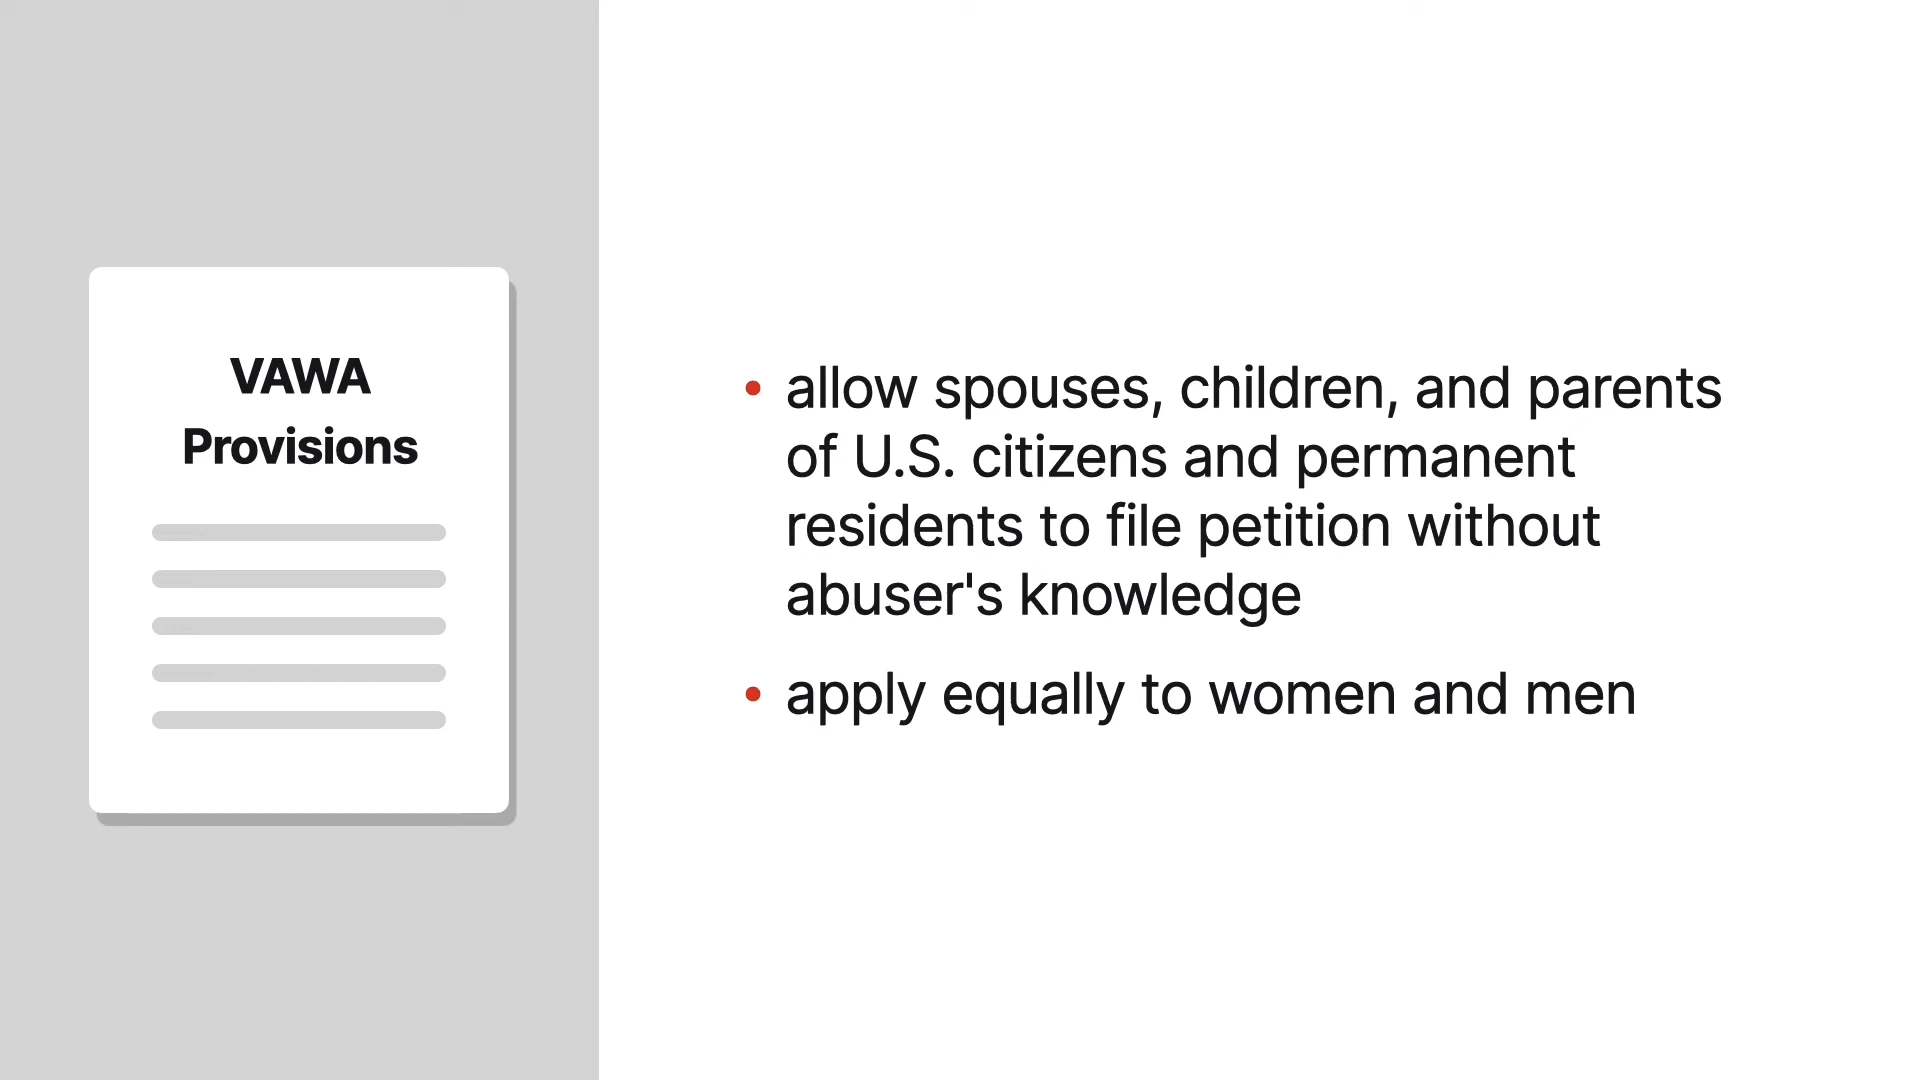 VAWA
Provisions
• allow spouses, children, and parents
of U.S. citizens and permanent
residents to file petition without
abuser's knowledge
• apply equally to women and men